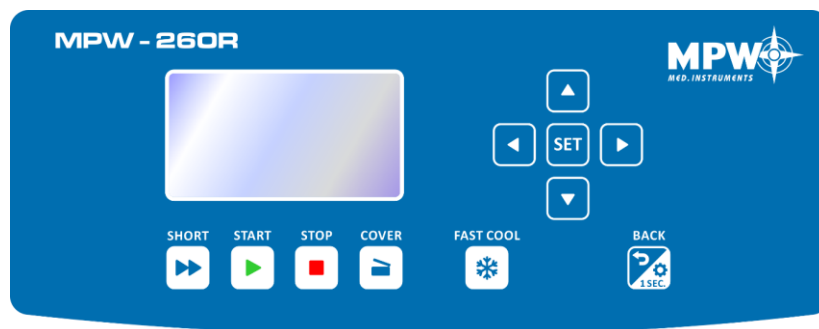 MPW - 260R
MPW
MED. INSTRUMENTS
SET
SHORT START STOP COVER FAST COOL BACK
1 SEC.